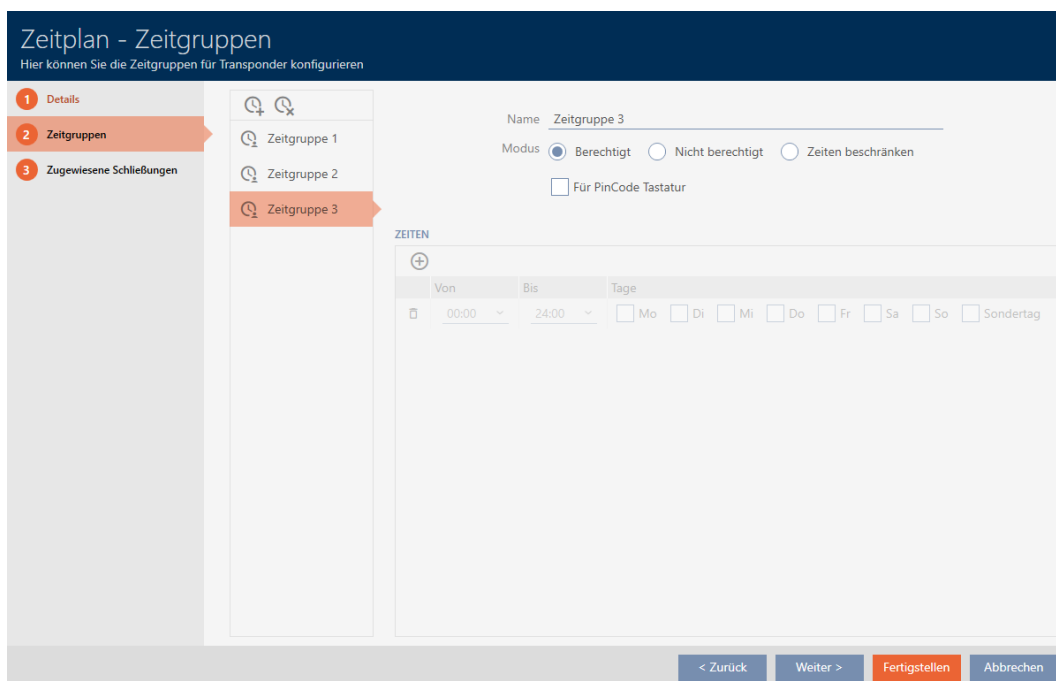 Zeitplan - Zeitgruppen
Hier können Sie die Zeitgruppen für Transponder konfigurieren
1 Details
2 Zeitgruppen
3 Zugewiesene Schließungen
Zeitgruppe 1
Zeitgruppe 2
Zeitgruppe 3
Name Zeitgruppe 3
Modus Berechtigt Nicht berechtigt Zeiten beschränken
Für PinCode Tastatur
ZEITEN
Von Bis Tage
00:00 24:00 Mo Di Mi Do Fr Sa So Sondertag
< Zurück Weiter > Fertigstellen Abbrechen